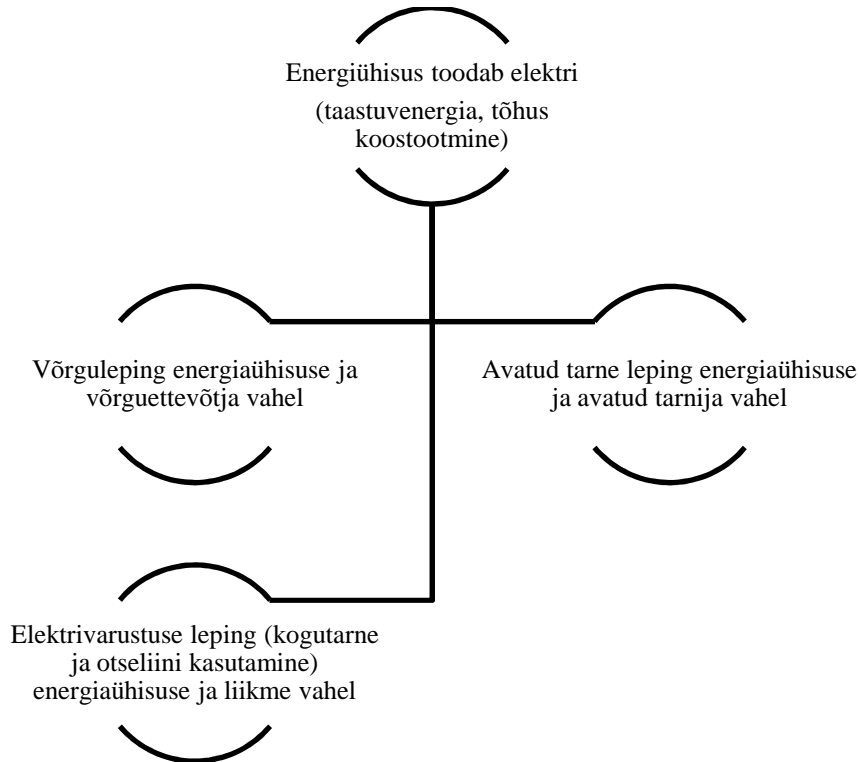 Energiühisus toodab elektri
(taastuvenergia, tõhus
koostootmine)
Võrguleping energiaühisuse ja
võrguettevõtja vahel
Avatud tarne leping energiaühisuse
ja avatud tarnija vahel
Elektrivarustuse leping (kogutarne
ja otseliini kasutamine)
energiaühisuse ja liikme vahel